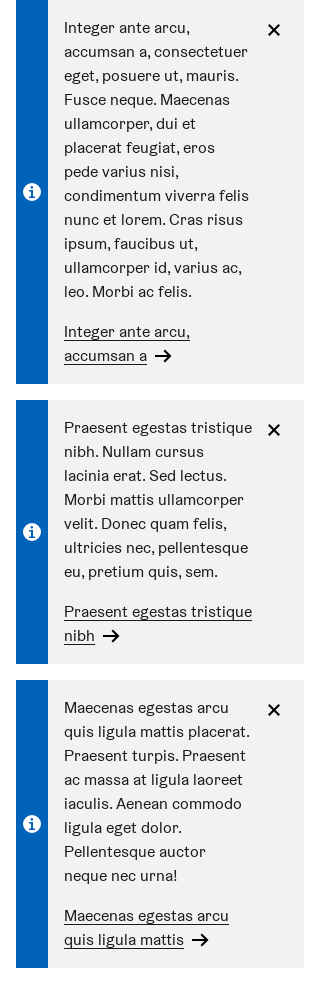 Integer ante arcu,
accumsan a, consectetuer
eget, posuere ut, mauris.
Fusce neque. Maecenas
ullamcorper, dui et
placerat feugiat, eros
pede varius nisi,
condimentum viverra felis
nunc et lorem. Cras risus
ipsum, faucibus ut,
ullamcorper id, varius ac,
leo. Morbi ac felis.
Integer ante arcu,
accumsan a
Praesent egestas tristique
nibh. Nullam cursus
lacinia erat. Sed lectus.
Morbi mattis ullamcorper
velit. Donec quam felis,
ultricies nec, pellentesque
eu, pretium quis, sem.
Praesent egestas tristique
nibh
Maecenas egestas arcu
quis ligula mattis placerat.
Praesent turpis. Praesent
ac massa at ligula laoreet
iaculis. Aenean commodo
ligula eget dolor.
Pellentesque auctor
neque nec urna!
Maecenas egestas arcu
quis ligula mattis